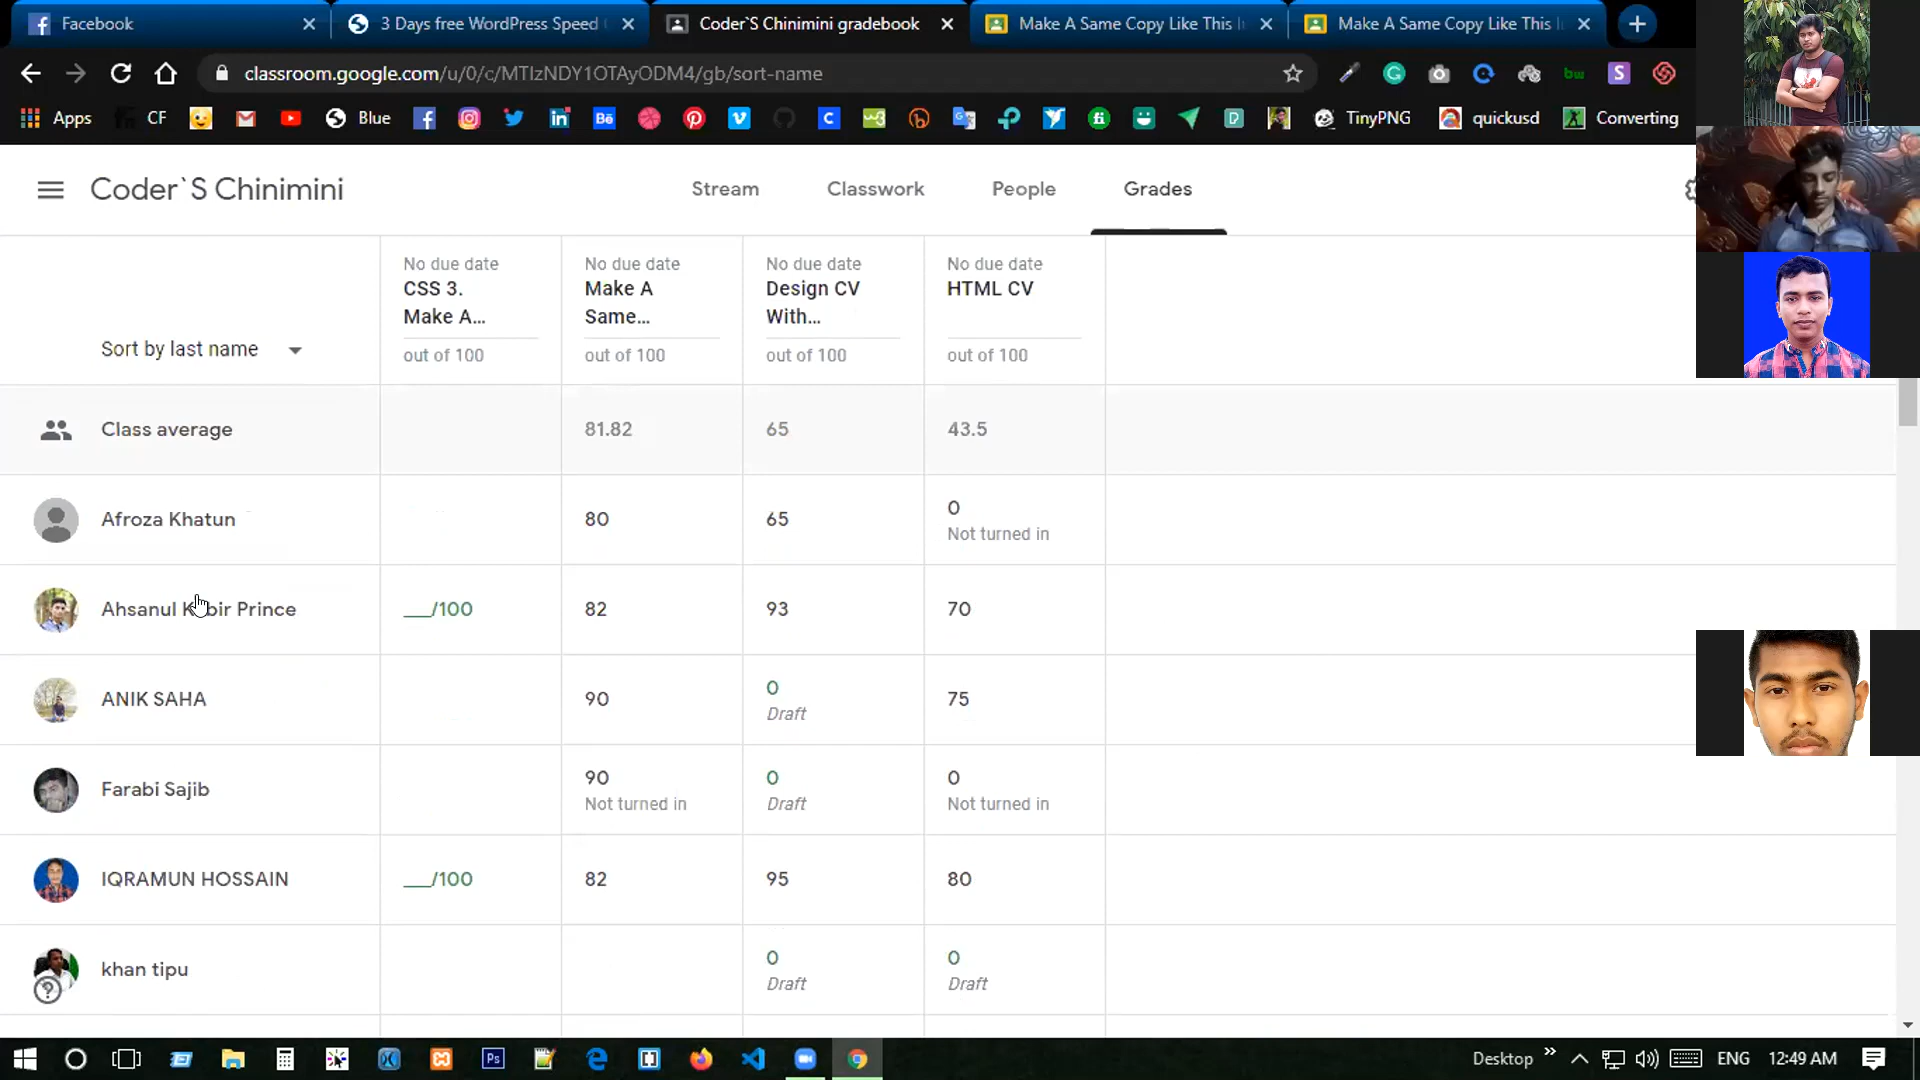 Facebook
3 Days free WordPress Speed
Coder`S Chinimini gradebook
Make A Same Copy Like This I
Make A Same Copy Like This I
classroom.google.com/u/0/c/MTIzNDY1OTAyODM4/gb/sort-name
Apps
CF
Blue
TinyPNG
quickusd
Converting
Coder`S Chinimini
Stream
Classwork
People
Grades
Sort by last name
No due date
CSS 3.
Make A...
out of 100
No due date
Make A
Same...
out of 100
No due date
Design CV
With...
out of 100
No due date
HTML CV
out of 100
Class average
81.82
65
43.5
Afroza Khatun
80
65
0
Not turned in
Ahsanul Kabir Prince
___/100
82
93
70
ANIK SAHA
90
0
Draft
75
Farabi Sajib
90
Not turned in
0
Draft
0
Not turned in
IQRAMUN HOSSAIN
___/100
82
95
80
khan tipu
0
Draft
0
Draft
Desktop
ENG
12:49 AM